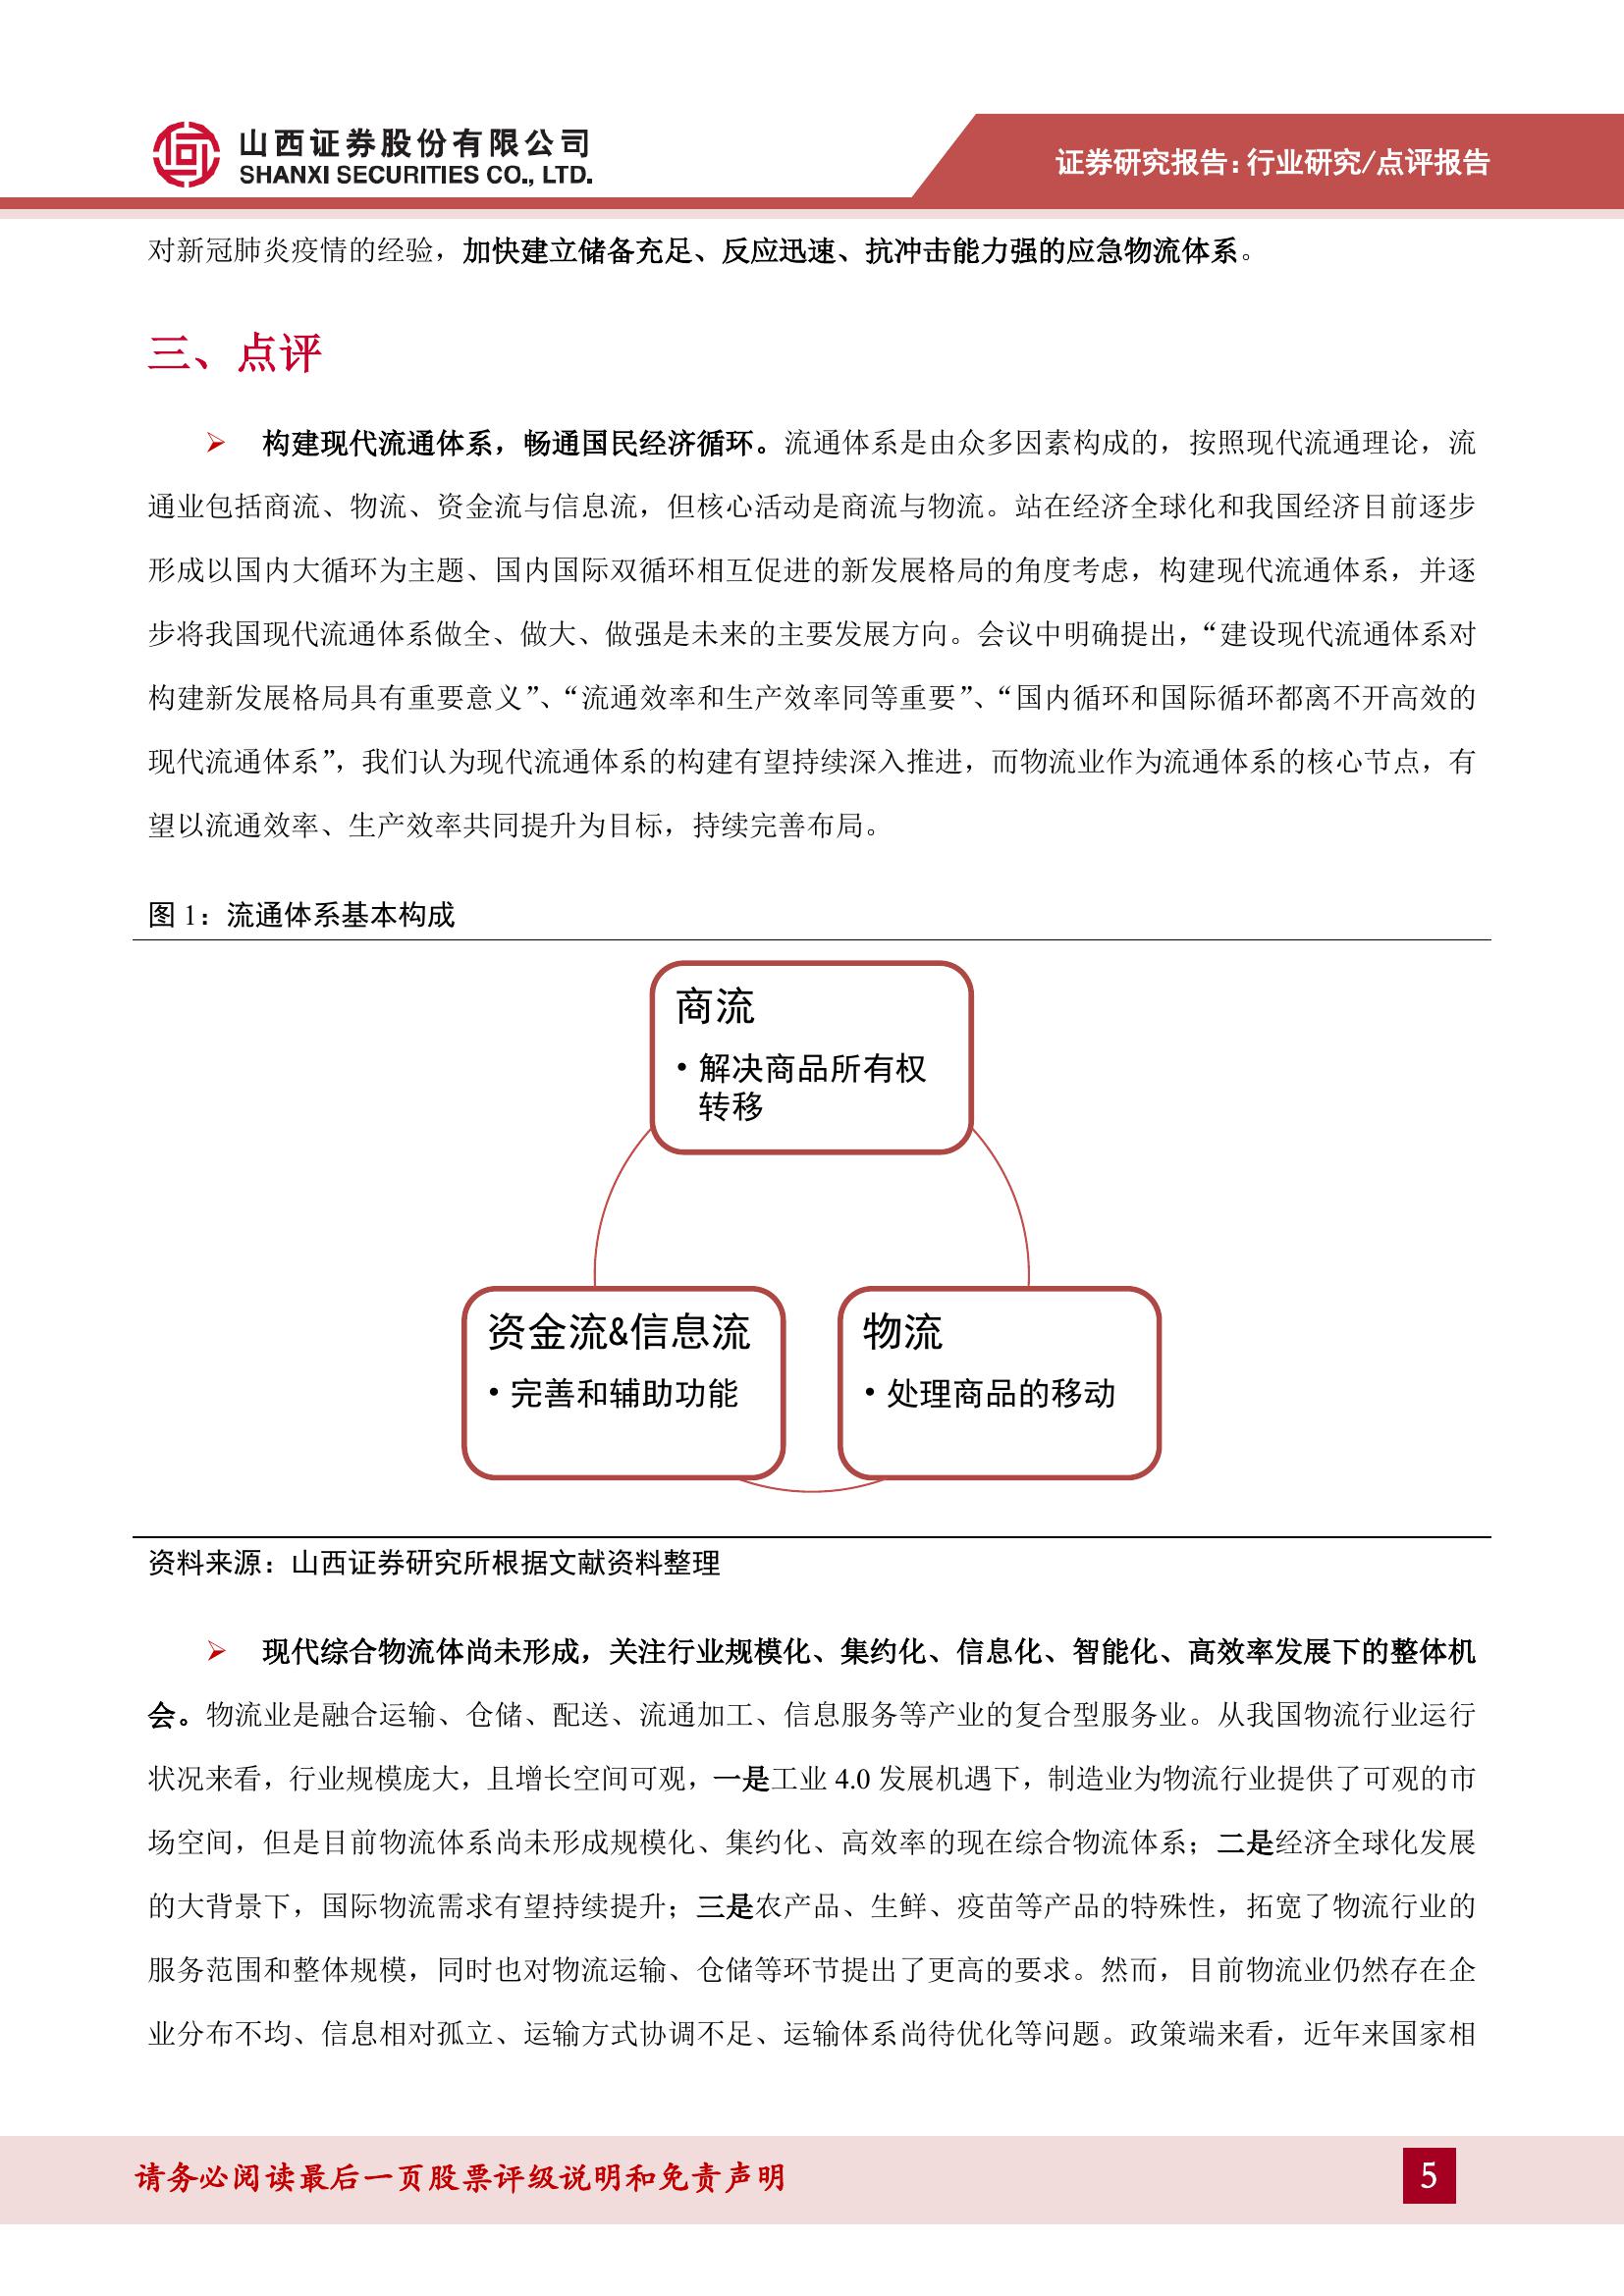 山西证券股份有限公司
SHANXI SECURITIES CO., LTD.
证券研究报告:行业研究/点评报告
对新冠肺炎疫情的经验，加快建立储备充足、反应迅速、抗冲击能力强的应急物流体系。
三、点评
➢ 构建现代流通体系，畅通国民经济循环。流通体系是由众多因素构成的，按照现代流通理论，流
通业包括商流、物流、资金流与信息流，但核心活动是商流与物流。站在经济全球化和我国经济目前逐步
形成以国内大循环为主题、国内国际双循环相互促进的新发展格局的角度考虑，构建现代流通体系，并逐
步将我国现代流通体系做全、做大、做强是未来的主要发展方向。会议中明确提出，“建设现代流通体系对
构建新发展格局具有重要意义”、“流通效率和生产效率同等重要”、“国内循环和国际循环都离不开高效的
现代流通体系”，我们认为现代流通体系的构建有望持续深入推进，而物流业作为流通体系的核心节点，有
望以流通效率、生产效率共同提升为目标，持续完善布局。
图 1：流通体系基本构成
商流
• 解决商品所有权
转移
资金流&信息流
• 完善和辅助功能
物流
• 处理商品的移动
资料来源：山西证券研究所根据文献资料整理
➢ 现代综合物流体尚未形成，关注行业规模化、集约化、信息化、智能化、高效率发展下的整体机
会。物流业是融合运输、仓储、配送、流通加工、信息服务等产业的复合型服务业。从我国物流行业运行
状况来看，行业规模庞大，且增长空间可观，一是工业 4.0 发展机遇下，制造业为物流行业提供了可观的市
场空间，但是目前物流体系尚未形成规模化、集约化、高效率的现在综合物流体系；二是经济全球化发展
的大背景下，国际物流需求有望持续提升；三是农产品、生鲜、疫苗等产品的特殊性，拓宽了物流行业的
服务范围和整体规模，同时也对物流运输、仓储等环节提出了更高的要求。然而，目前物流业仍然存在企
业分布不均、信息相对孤立、运输方式协调不足、运输体系尚待优化等问题。政策端来看，近年来国家相
请务必阅读最后一页股票评级说明和免责声明
5